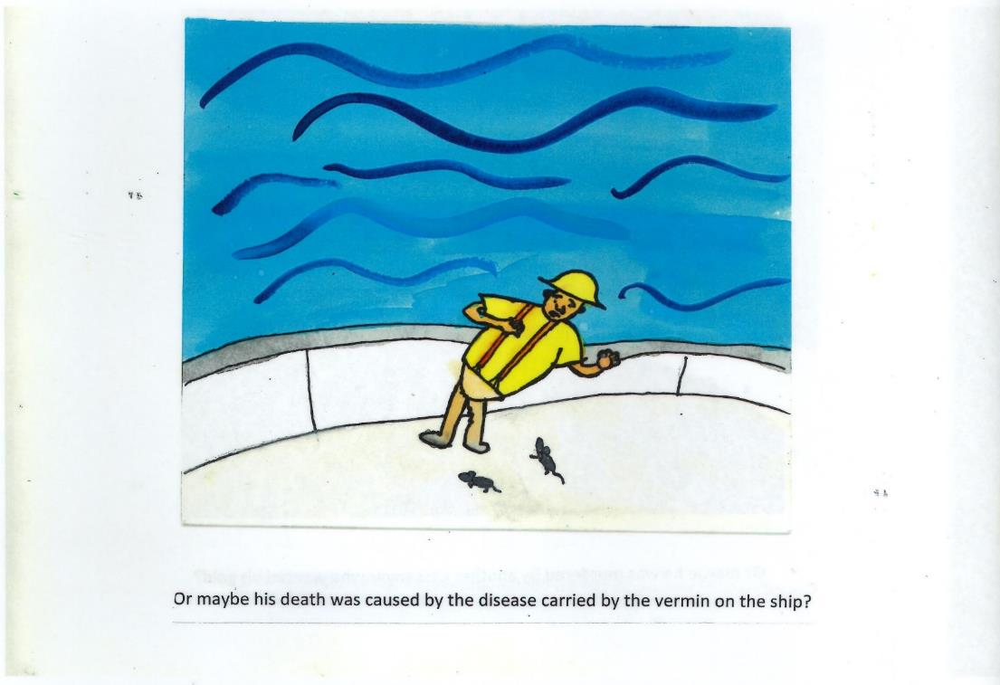 Or maybe his death was caused by the disease carried by the vermin on the ship?